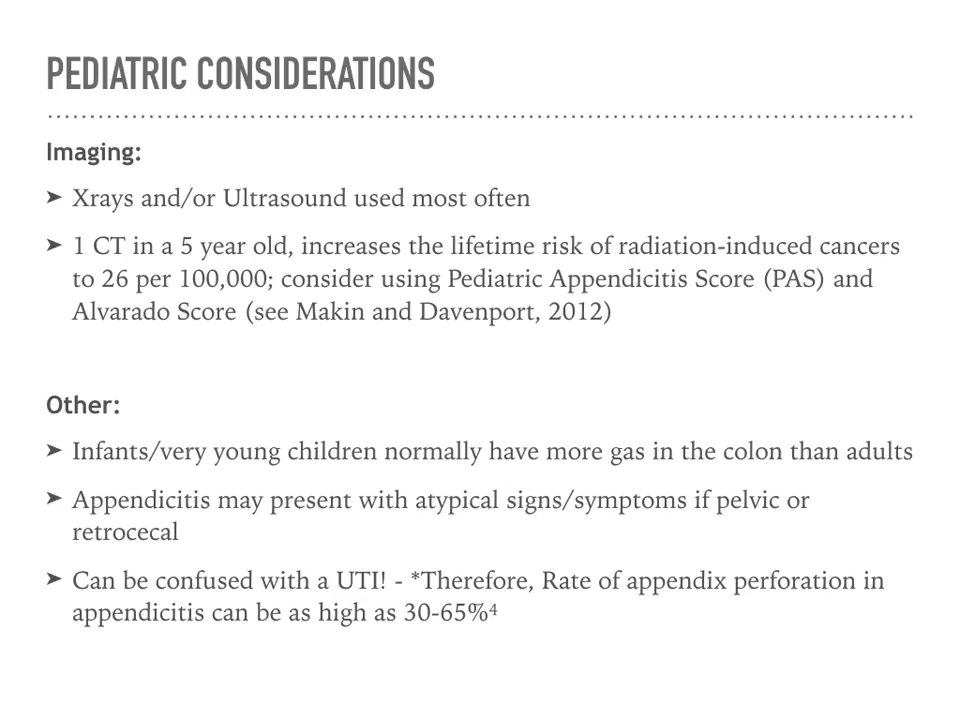 PEDIATRIC CONSIDERATIONS
Imaging:
➤ Xrays and/or Ultrasound used most often
➤ 1 CT in a 5 year old, increases the lifetime risk of radiation-induced cancers
to 26 per 100,000; consider using Pediatric Appendicitis Score (PAS) and
Alvarado Score (see Makin and Davenport, 2012)
Other:
➤ Infants/very young children normally have more gas in the colon than adults
➤ Appendicitis may present with atypical signs/symptoms if pelvic or
retrocecal
➤ Can be confused with a UTI! - *Therefore, Rate of appendix perforation in
appendicitis can be as high as 30-65%⁴